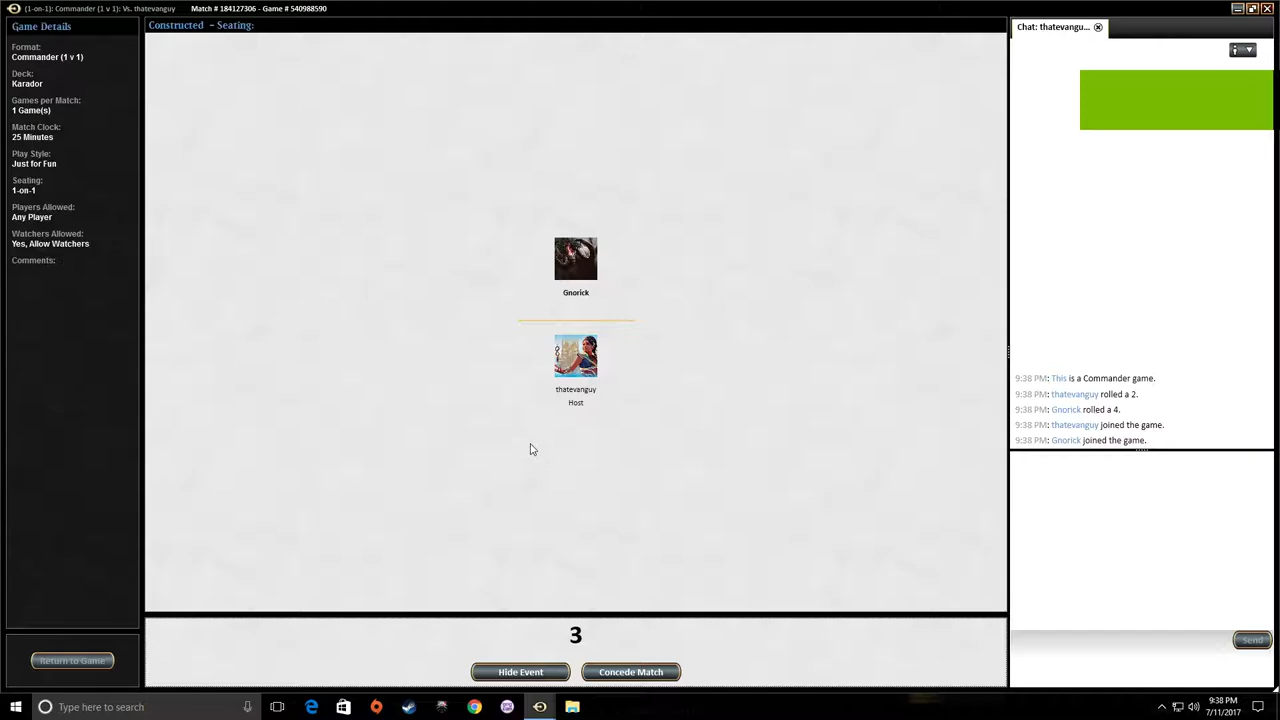 (1-on-1): Commander (1 v 1): Vs. thatevanguy
Match # 184127306 - Game # 540988590
Game Details
Format:
Commander (1 v 1)
Deck:
Karador
Games per Match:
1 Game(s)
Match Clock:
25 Minutes
Play Style:
Just for Fun
Seating:
1-on-1
Players Allowed:
Any Player
Watchers Allowed:
Yes, Allow Watchers
Comments:
Return to Game
Constructed - Seating:
Gnorick
thatevanguy
Host
3
Hide Event
Concede Match
Chat: thatevangu...
9:38 PM: This is a Commander game.
9:38 PM: thatevanguy rolled a 2.
9:38 PM: Gnorick rolled a 4.
9:38 PM: thatevanguy joined the game.
9:38 PM: Gnorick joined the game.
Send
Type here to search
9:38 PM
7/11/2017